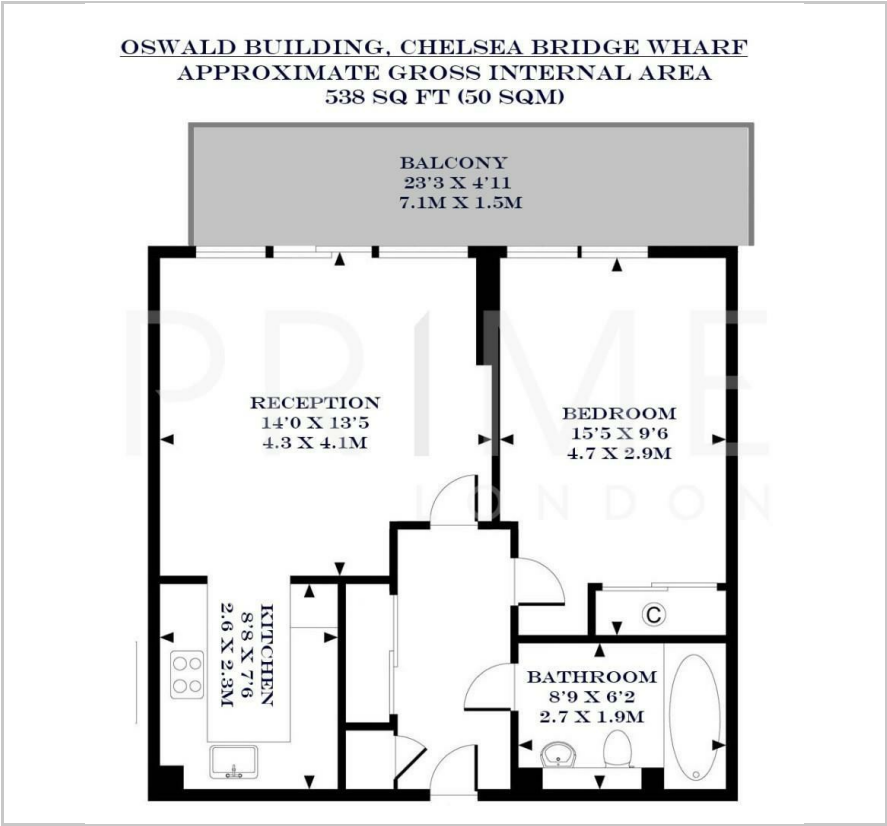 OSWALD BUILDING, CHELSEA BRIDGE WHARF
APPROXIMATE GROSS INTERNAL AREA
538 SQ FT (50 SQM)
BALCONY
23'3 X 4'11
7.1M X 1.5M
PRIME
LONDON
RECEPTION
14'0 X 13'5
4.3 X 4.1M
BEDROOM
15'5 X 9'6
4.7 X 2.9M
C
KITCHEN
8'8 X 7'6
2.6 X 2.3M
BATHROOM
8'9 X 6'2
2.7 X 1.9M